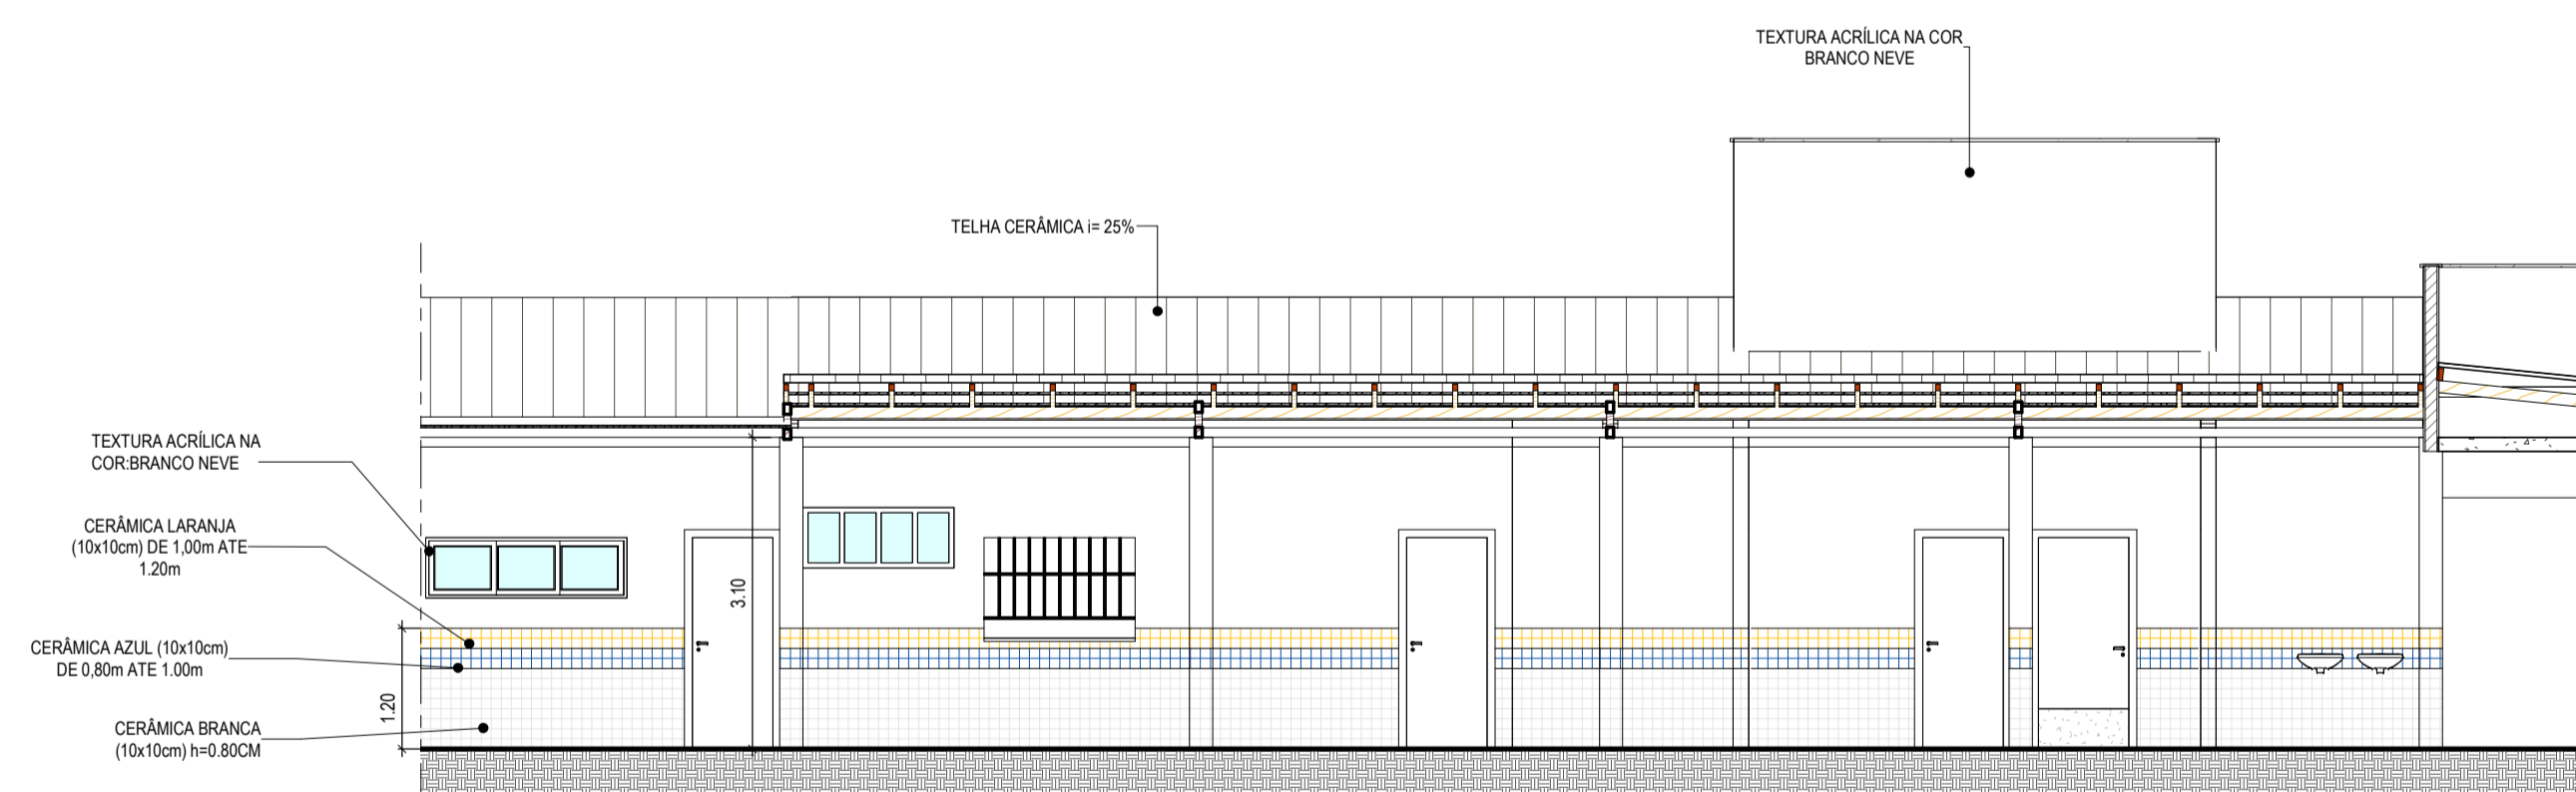 TEXTURA ACRÍLICA NA COR
BRANCO NEVE
TELHA CERÂMICA i= 25%
TEXTURA ACRÍLICA NA
COR:BRANCO NEVE
CERÂMICA LARANJA
(10x10cm) DE 1,00m ATE
1.20m
3.10
CERÂMICA AZUL (10x10cm)
DE 0,80m ATE 1.00m
1.20
CERÂMICA BRANCA
(10x10cm) h=0.80CM